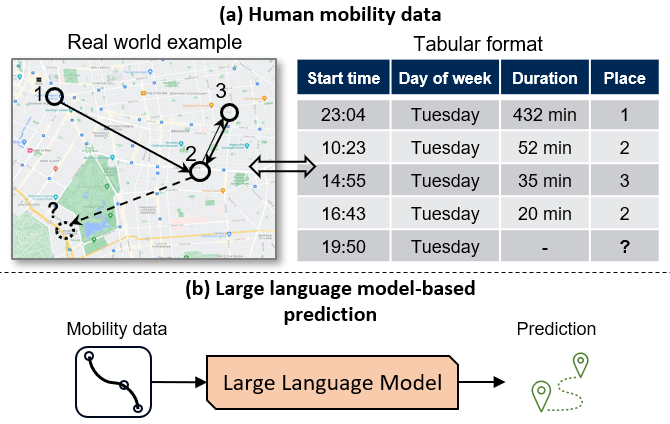 (a) Human mobility data
Real world example
Tabular format
1
3
2
?
Start time Day of week Duration Place
23:04 Tuesday 432 min 1
10:23 Tuesday 52 min 2
14:55 Tuesday 35 min 3
16:43 Tuesday 20 min 2
19:50 Tuesday - ?
(b) Large language model-based
prediction
Mobility data
Prediction
Large Language Model